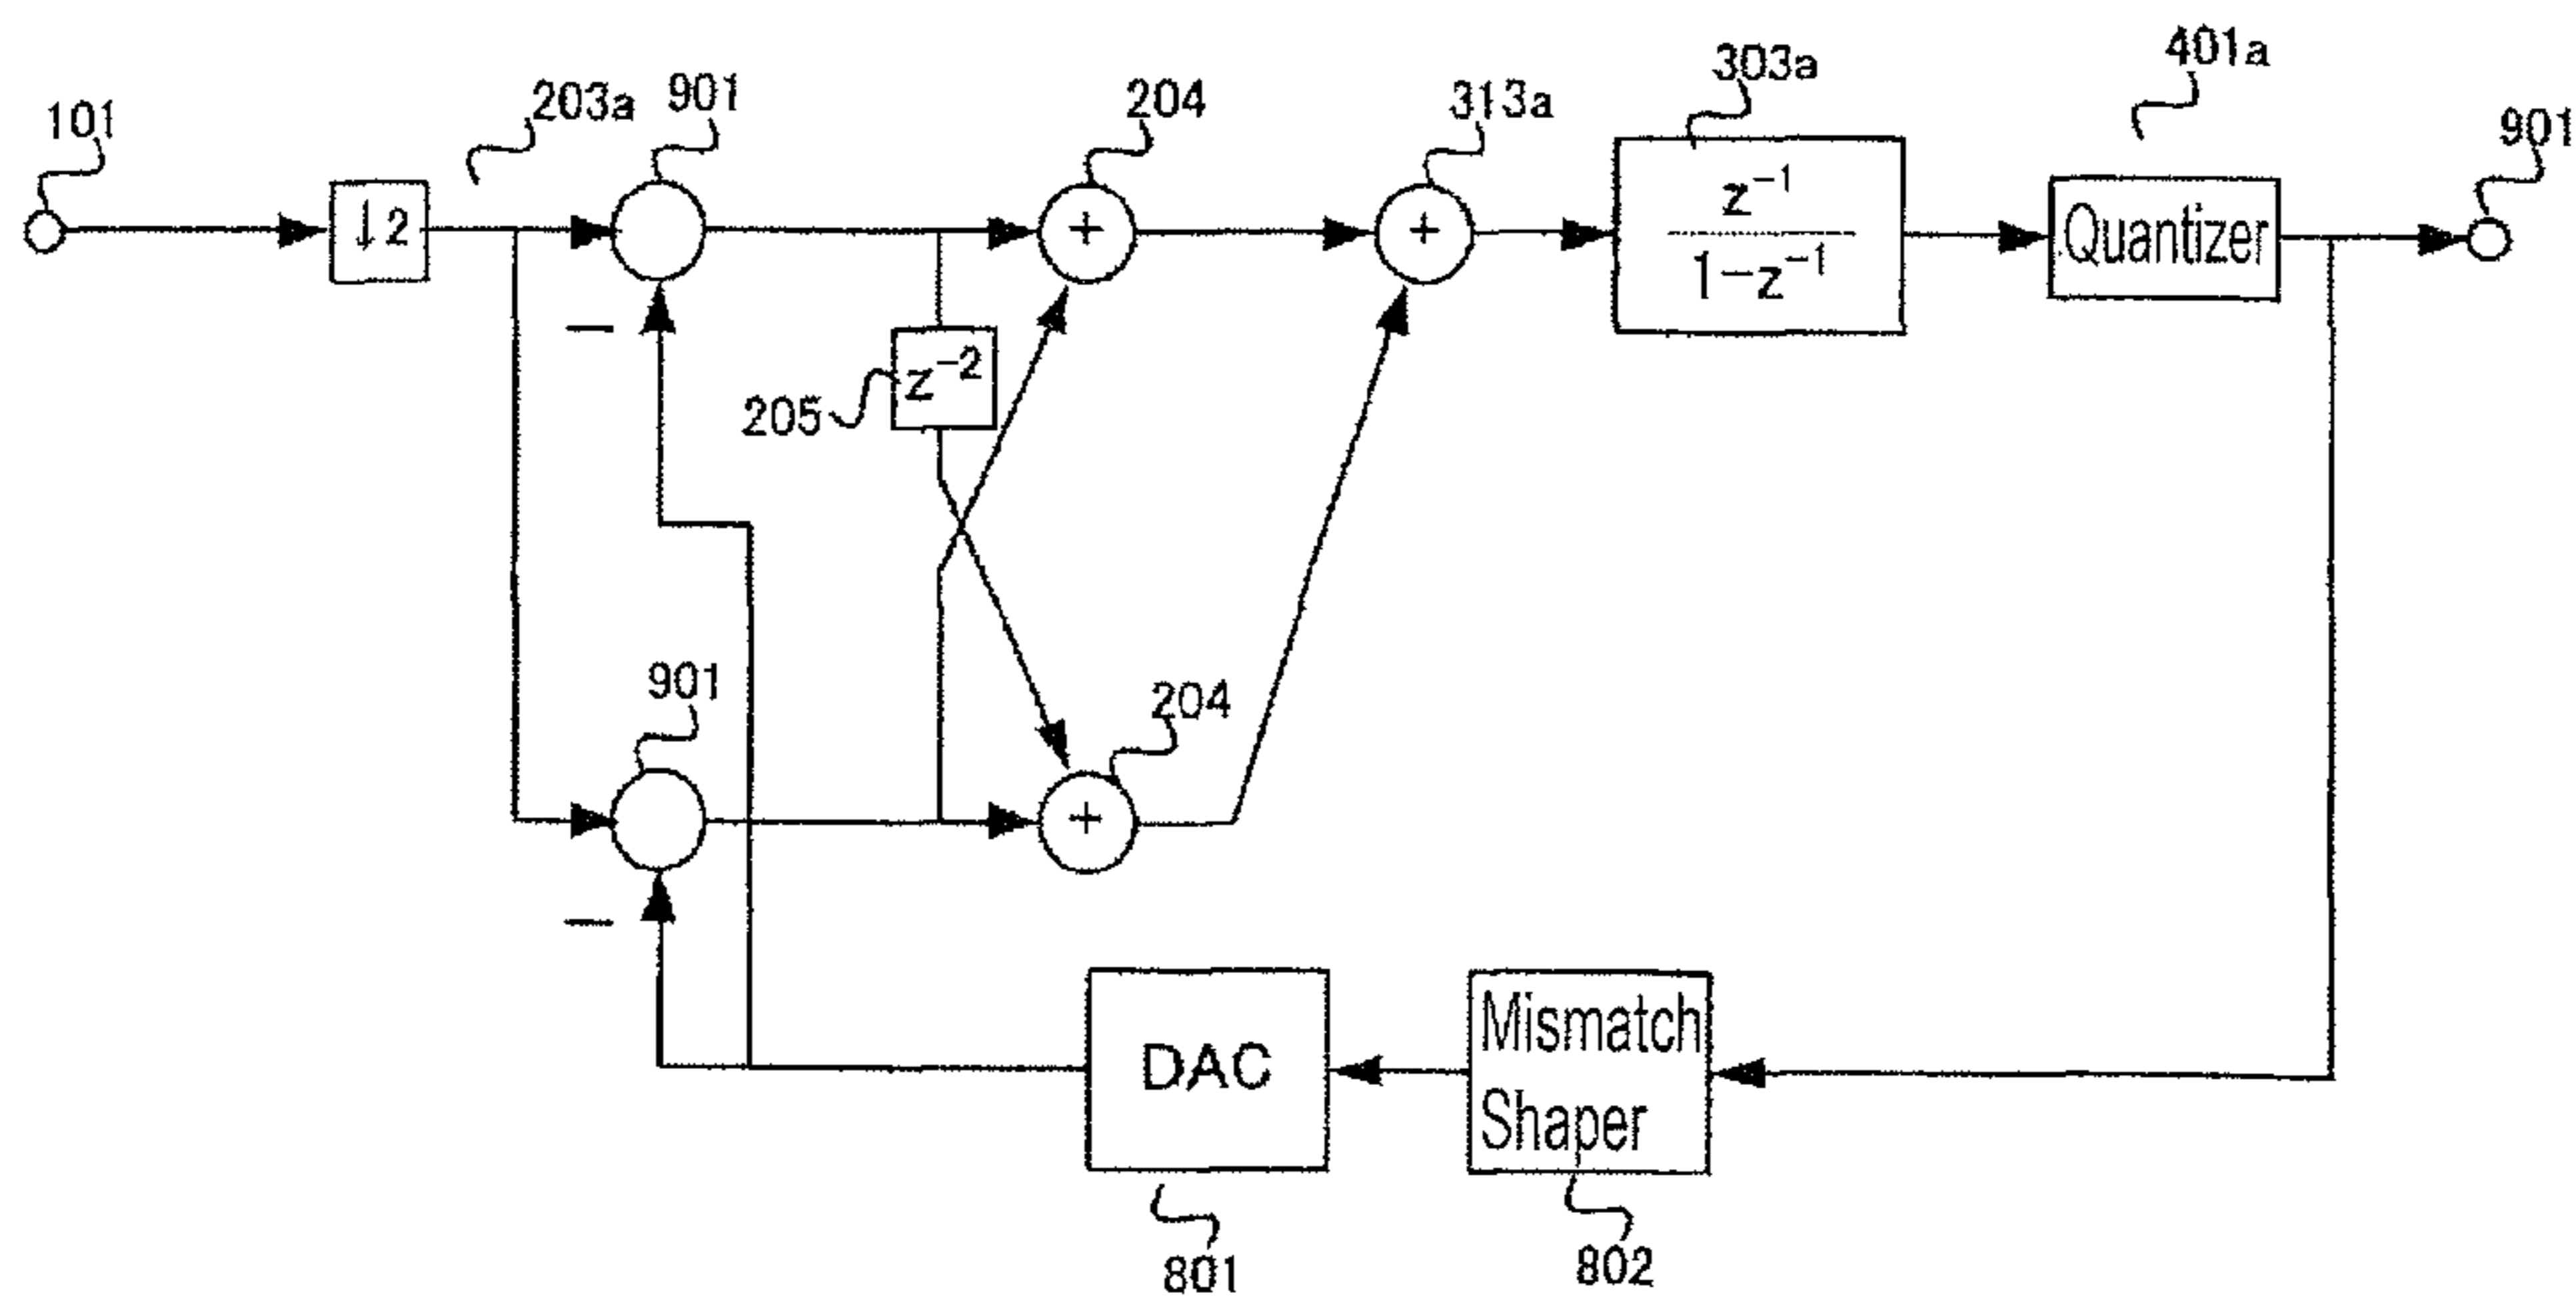 101
203a
901
204
313a
303a
401a
901
↓2
+
+
z⁻¹
1-z⁻¹
Quantizer
−
z⁻²
205
901
204
+
−
DAC
Mismatch
Shaper
801
802